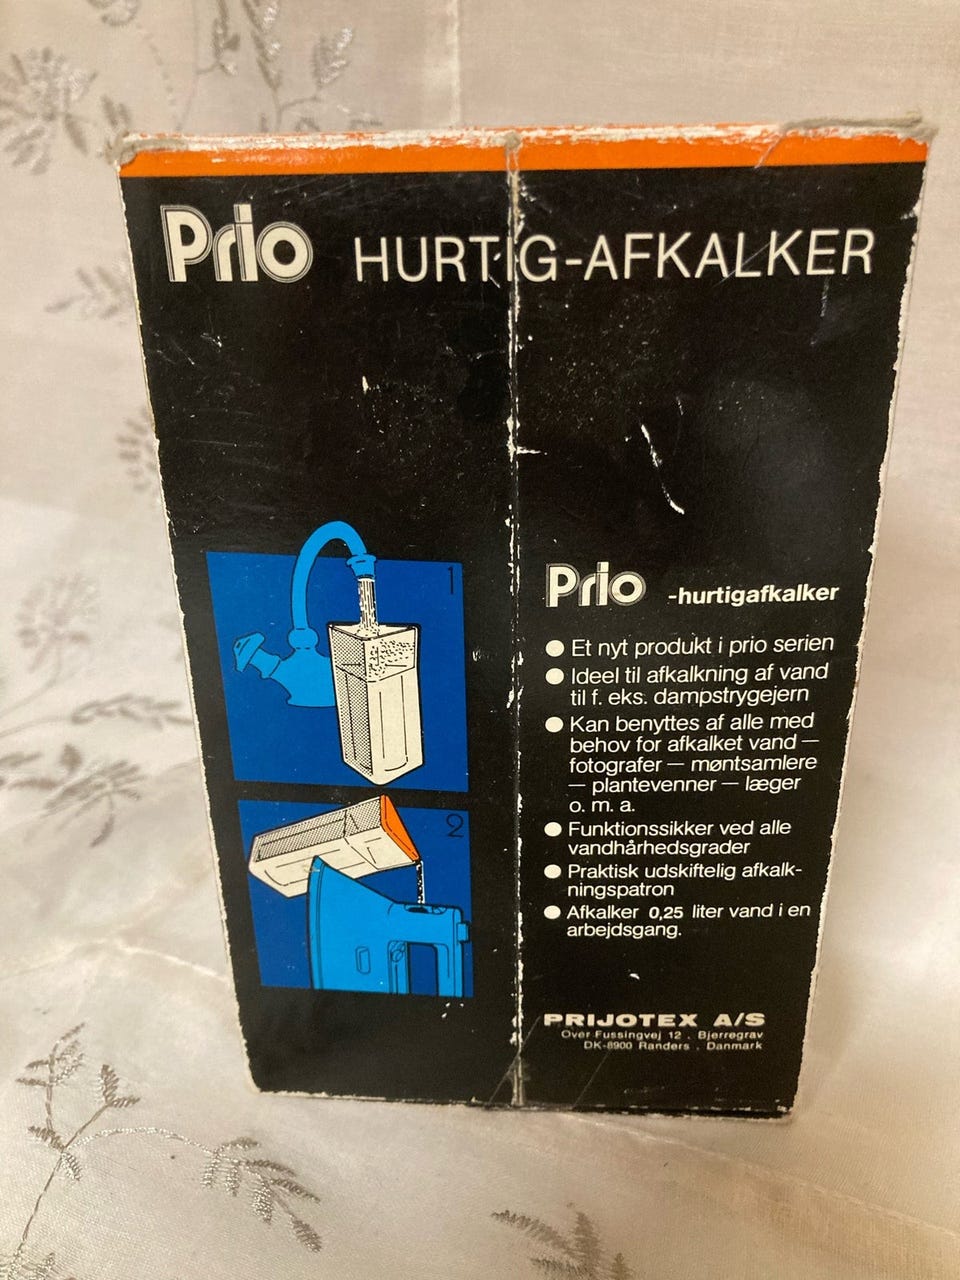 Prio HURTIG-AFKALKER
1
2
Prio -hurtigafkalker
● Et nyt produkt i prio serien
● Ideel til afkalkning af vand
til f. eks. dampstrygejern
● Kan benyttes af alle med
behov for afkalket vand —
fotografer — møntsamlere
— plantevenner — læger
o. m. a.
● Funktionssikker ved alle
vandhårhedsgrader
● Praktisk udskiftelig afkalk-
ningspatron
● Afkalker 0,25 liter vand i en
arbejdsgang.
PRIJOTEX A/S
Over Fussingvej 12 . Bjerregrav
DK-8900 Randers . Danmark